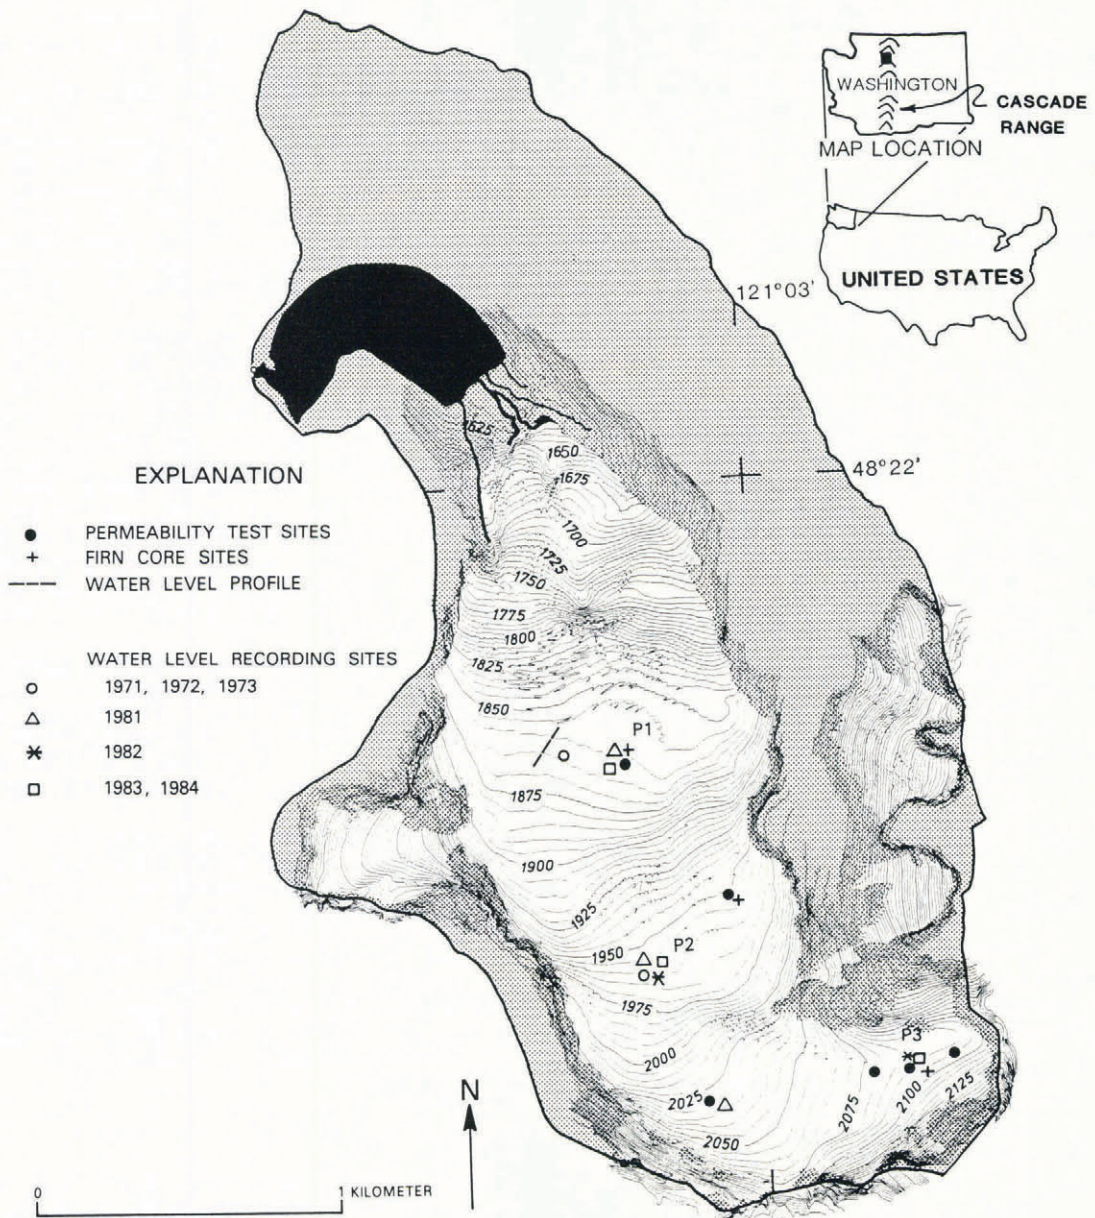 WASHINGTON
CASCADE
RANGE
MAP LOCATION
UNITED STATES
121°03'
48°22'
EXPLANATION
PERMEABILITY TEST SITES
FIRN CORE SITES
WATER LEVEL PROFILE
WATER LEVEL RECORDING SITES
1971, 1972, 1973
1981
1982
1983, 1984
1625
1650
1675
1700
1725
1750
1775
1800
1825
1850
P1
1875
1900
1925
1950
P2
1975
2000
P3
2025
2050
2075
2100
2125
N
0
1 KILOMETER